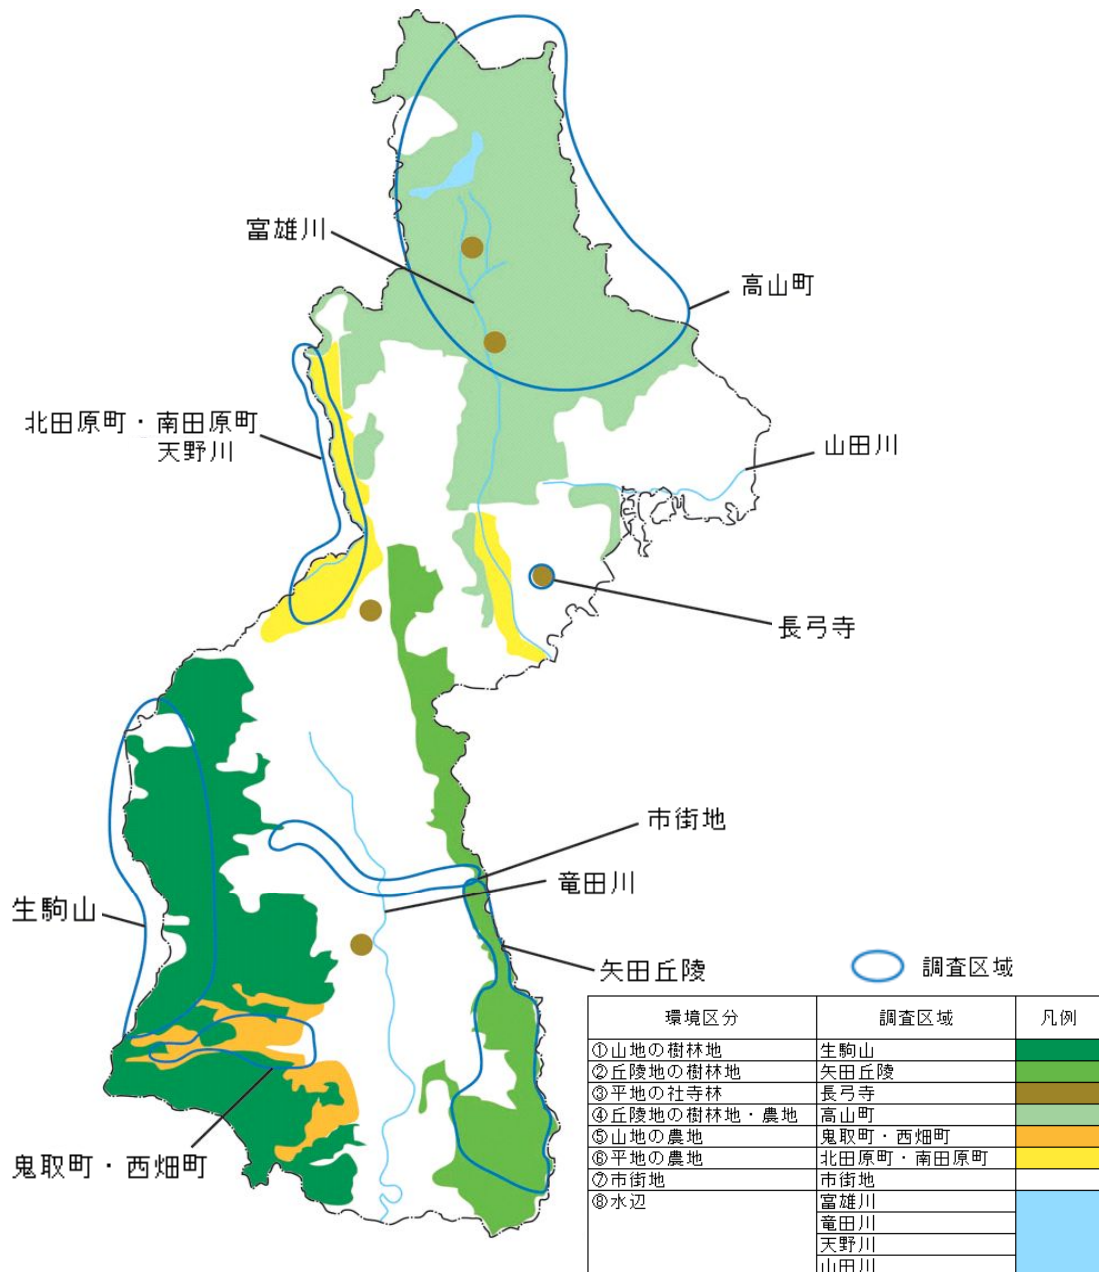 富雄川
高山町
北田原町・南田原町
天野川
山田川
長弓寺
市街地
竜田川
生駒山
矢田丘陵
調査区域
鬼取町・西畑町
環境区分 調査区域 凡例
①山地の樹林地 生駒山
②丘陵地の樹林地 矢田丘陵
③平地の社寺林 長弓寺
④丘陵地の樹林地・農地 高山町
⑤山地の農地 鬼取町・西畑町
⑥平地の農地 北田原町・南田原町
⑦市街地 市街地
⑧水辺 富雄川
竜田川
天野川
山田川